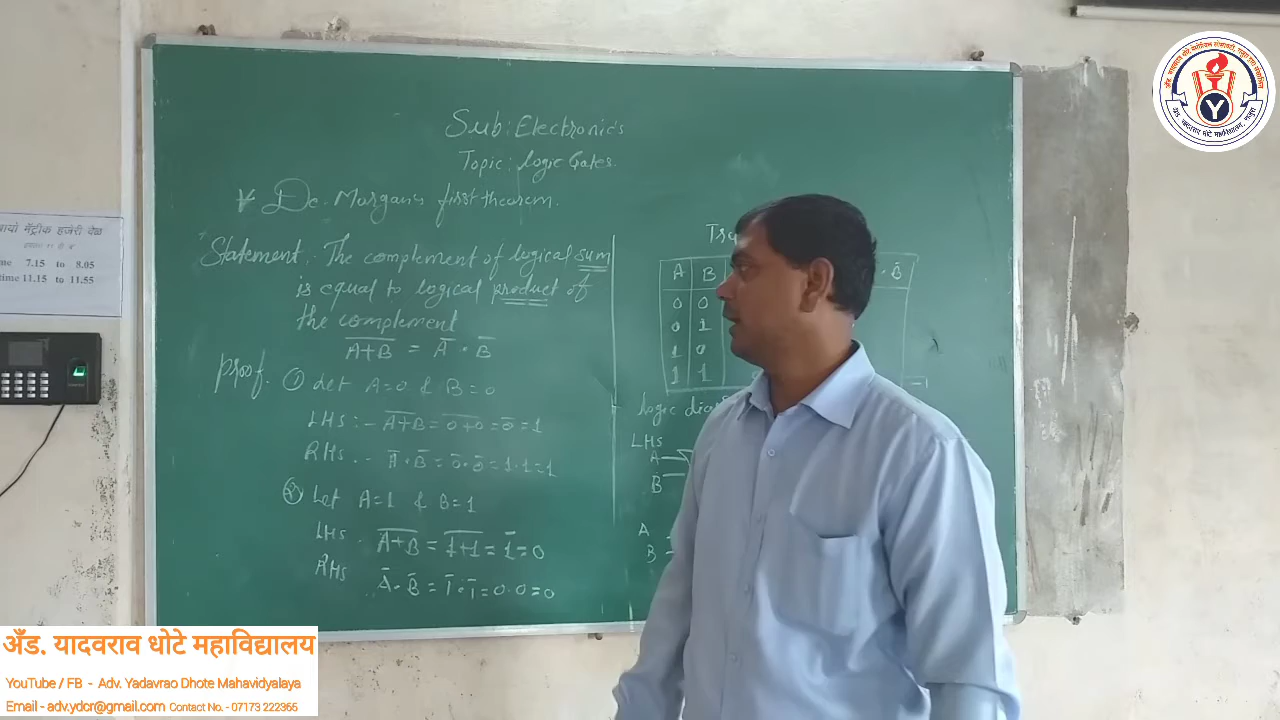 Sub: Electronics
Topic: Logic Gates.
De. Morgan's first theorem.
Statement: The complement of logical sum
is equal to logical product of
the complement
A̅+̅B̅ = A̅ . B̅
Proof. ① Let A=0 & B=0
LHS :- A̅+̅B̅ = 0̅+̅0̅ = 0̅ = 1
RHS :- A̅ . B̅ = 0̅ . 0̅ = 1.1 = 1
② Let A=1 & B=1
LHS - A̅+̅B̅ = 1̅+̅1̅ = 1̅ = 0
RHS A̅ . B̅ = 1̅ . 1̅ = 0.0 = 0
A B . B̅
0 0
0 1
1 0
1 1
Logic
LHS
A
B
A
B
मॅट्रीक हजेरी वेळ
7.15 to 8.05
time 11.15 to 11.55
Y
अँड. यादवराव धोटे महाविद्यालय
YouTube / FB - Adv. Yadavrao Dhote Mahavidyalaya
Email - adv.ydcr@gmail.com Contact No. - 07173 222365